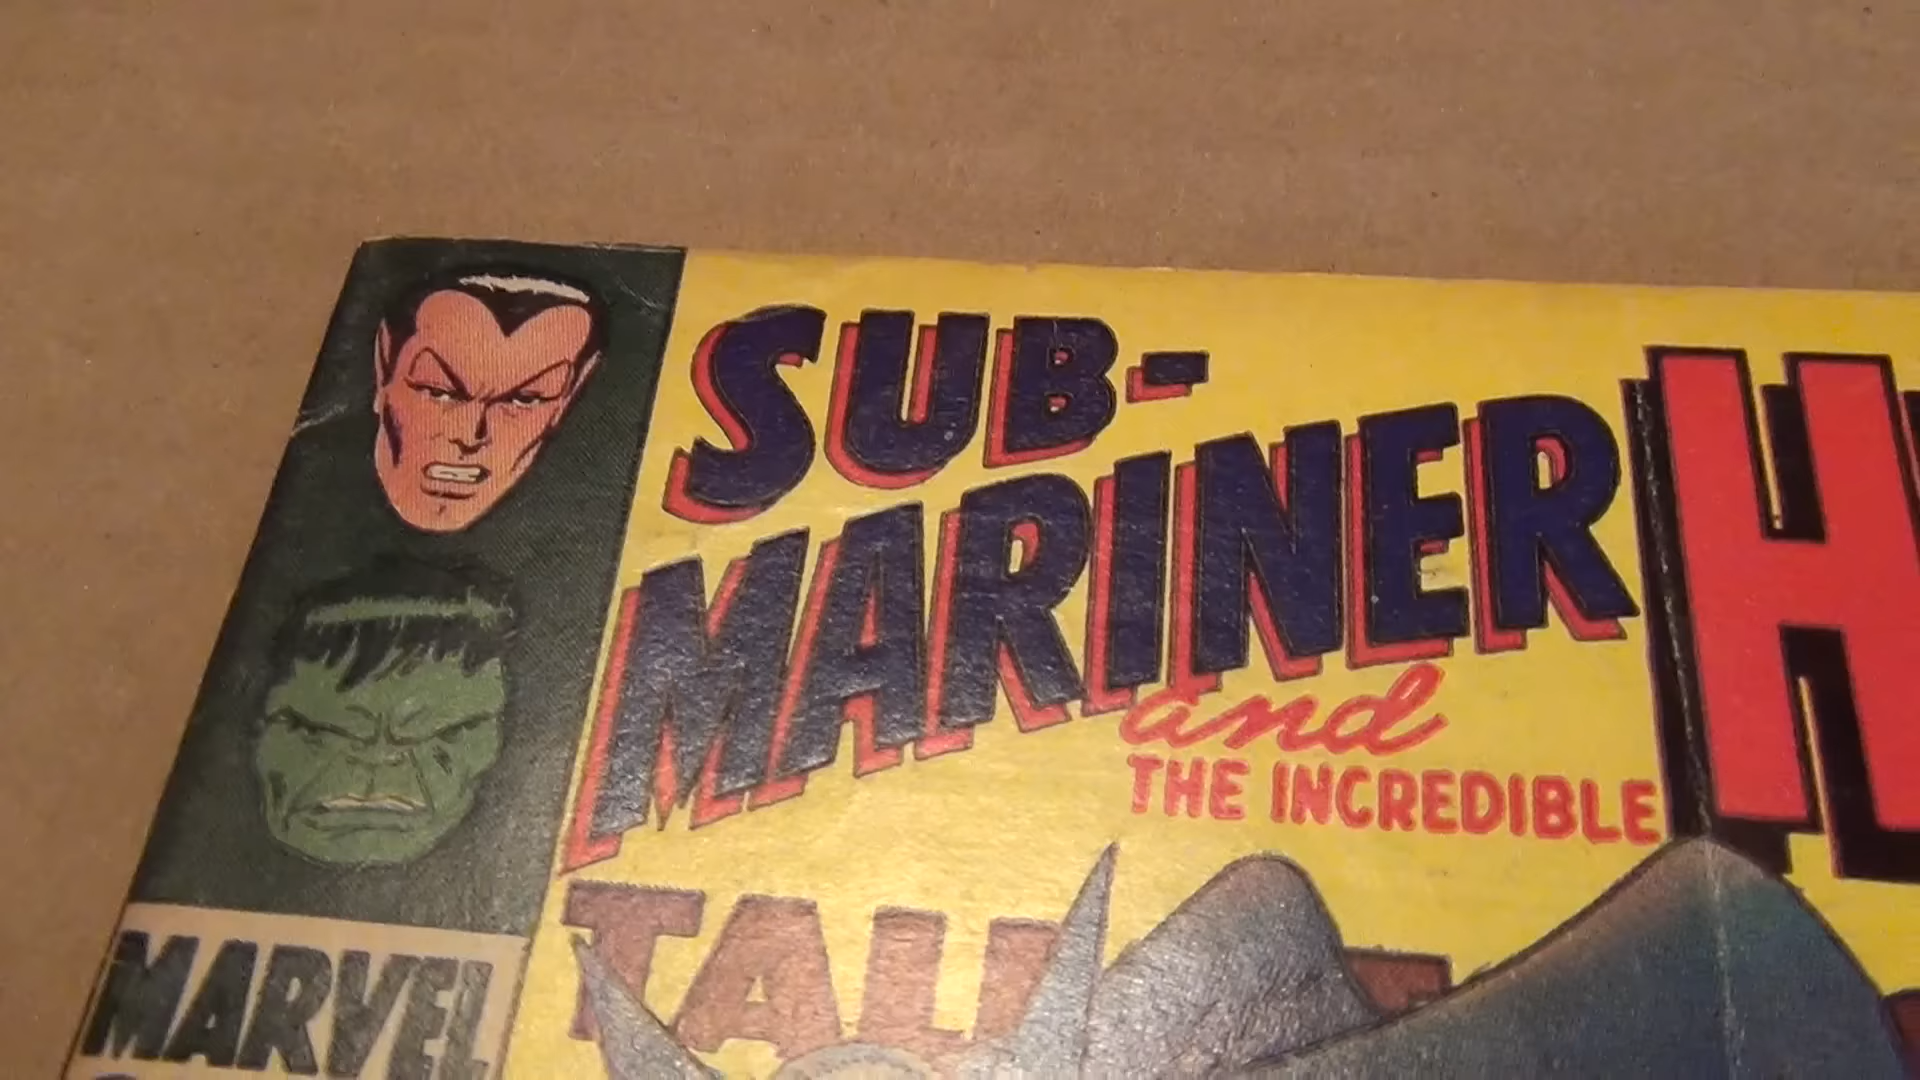 SUB-
MARINER
and
THE INCREDIBLE
MARVEL